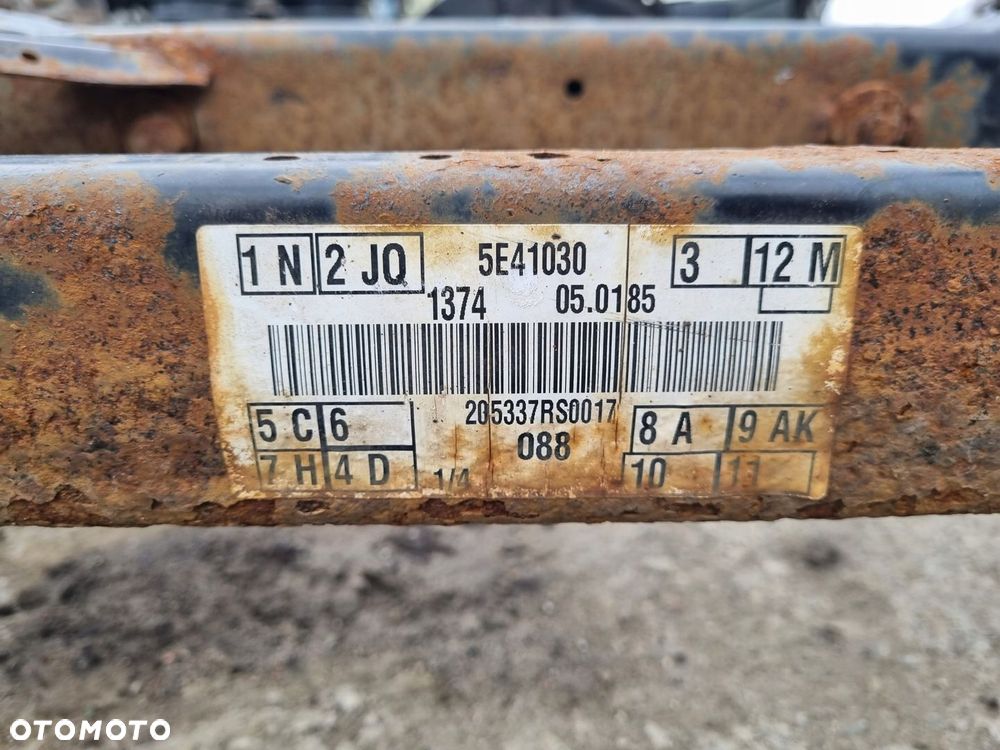 1 N 2 JQ 5E41030 3 12 M
1374 05.0185
205337RS0017
5 C 6 088 8 A 9 AK
7 H 4 D 1/4 10 11
OTOMOTO